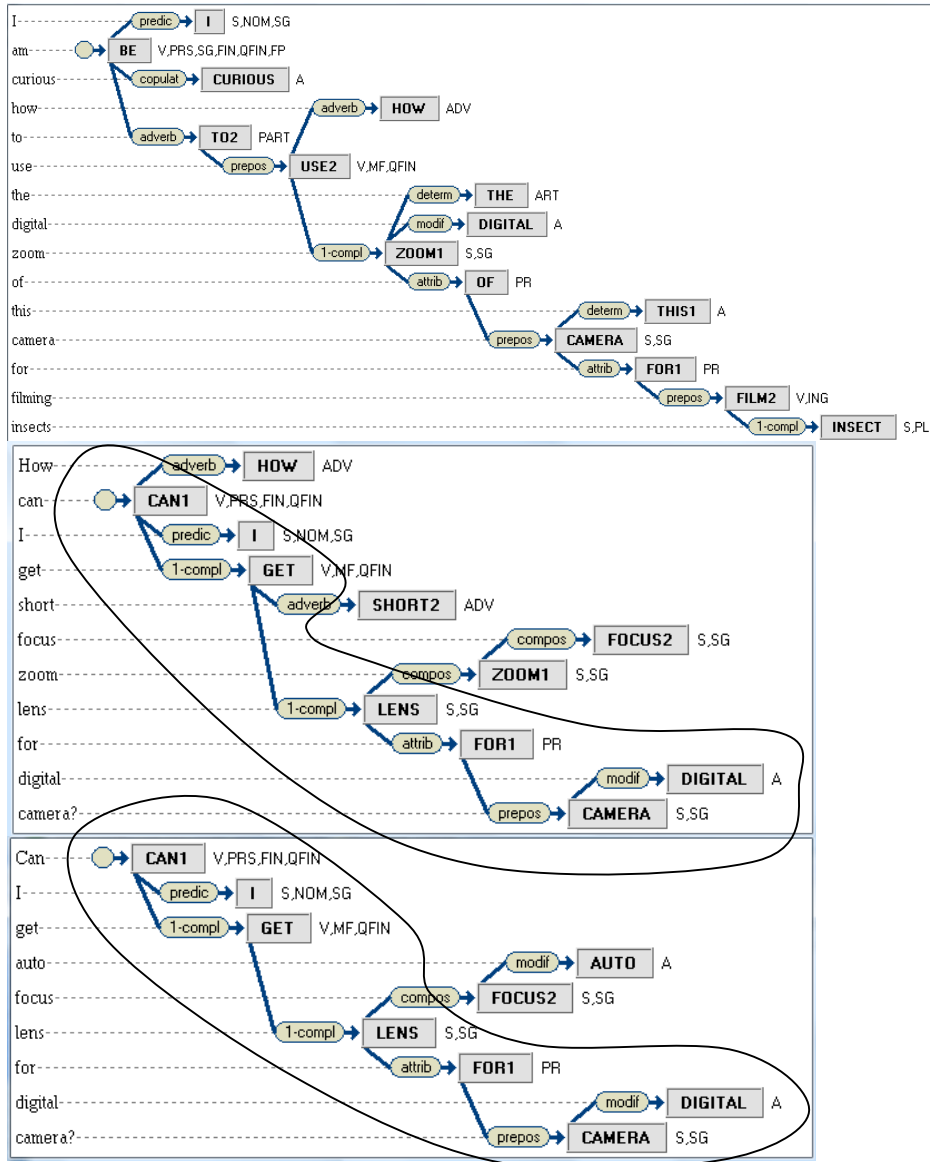 I predic I S,NOM,SG
am BE V,PRS,SG,FIN,QFIN,FP
curious copulat CURIOUS A
how adverb HOW ADV
to adverb TO2 PART
use prepos USE2 V,MF,QFIN
the determ THE ART
digital modif DIGITAL A
zoom 1-compl ZOOM1 S,SG
of attrib OF PR
this determ THIS1 A
camera prepos CAMERA S,SG
for attrib FOR1 PR
filming prepos FILM2 V,ING
insects 1-compl INSECT S,PL
How adverb HOW ADV
can CAN1 V,PRS,FIN,QFIN
I predic I S,NOM,SG
get 1-compl GET V,MF,QFIN
short adverb SHORT2 ADV
focus compos FOCUS2 S,SG
zoom compos ZOOM1 S,SG
lens 1-compl LENS S,SG
for attrib FOR1 PR
digital modif DIGITAL A
camera? prepos CAMERA S,SG
Can CAN1 V,PRS,FIN,QFIN
I predic I S,NOM,SG
get 1-compl GET V,MF,QFIN
auto modif AUTO A
focus compos FOCUS2 S,SG
lens 1-compl LENS S,SG
for attrib FOR1 PR
digital modif DIGITAL A
camera? prepos CAMERA S,SG